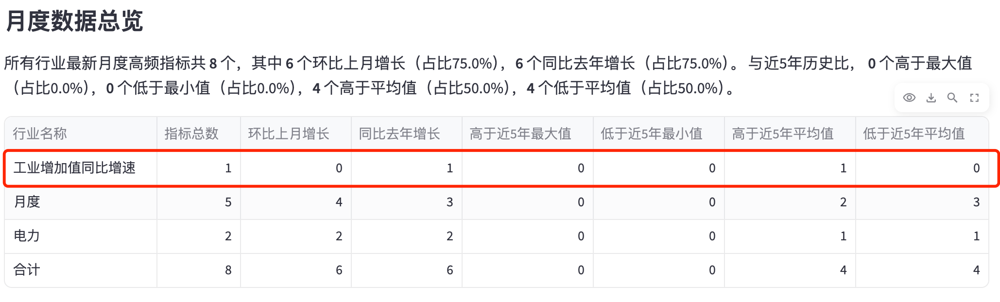 月度数据总览
所有行业最新月度高频指标共 8 个，其中 6 个环比上月增长（占比75.0%），6 个同比去年增长（占比75.0%）。与近5年历史比， 0 个高于最大值
（占比0.0%），0 个低于最小值（占比0.0%），4 个高于平均值（占比50.0%），4 个低于平均值（占比50.0%）。
行业名称 指标总数 环比上月增长 同比去年增长 高于近5年最大值 低于近5年最小值 高于近5年平均值 低于近5年平均值
工业增加值同比增速 1 0 1 0 0 1 0
月度 5 4 3 0 0 2 3
电力 2 2 2 0 0 1 1
合计 8 6 6 0 0 4 4